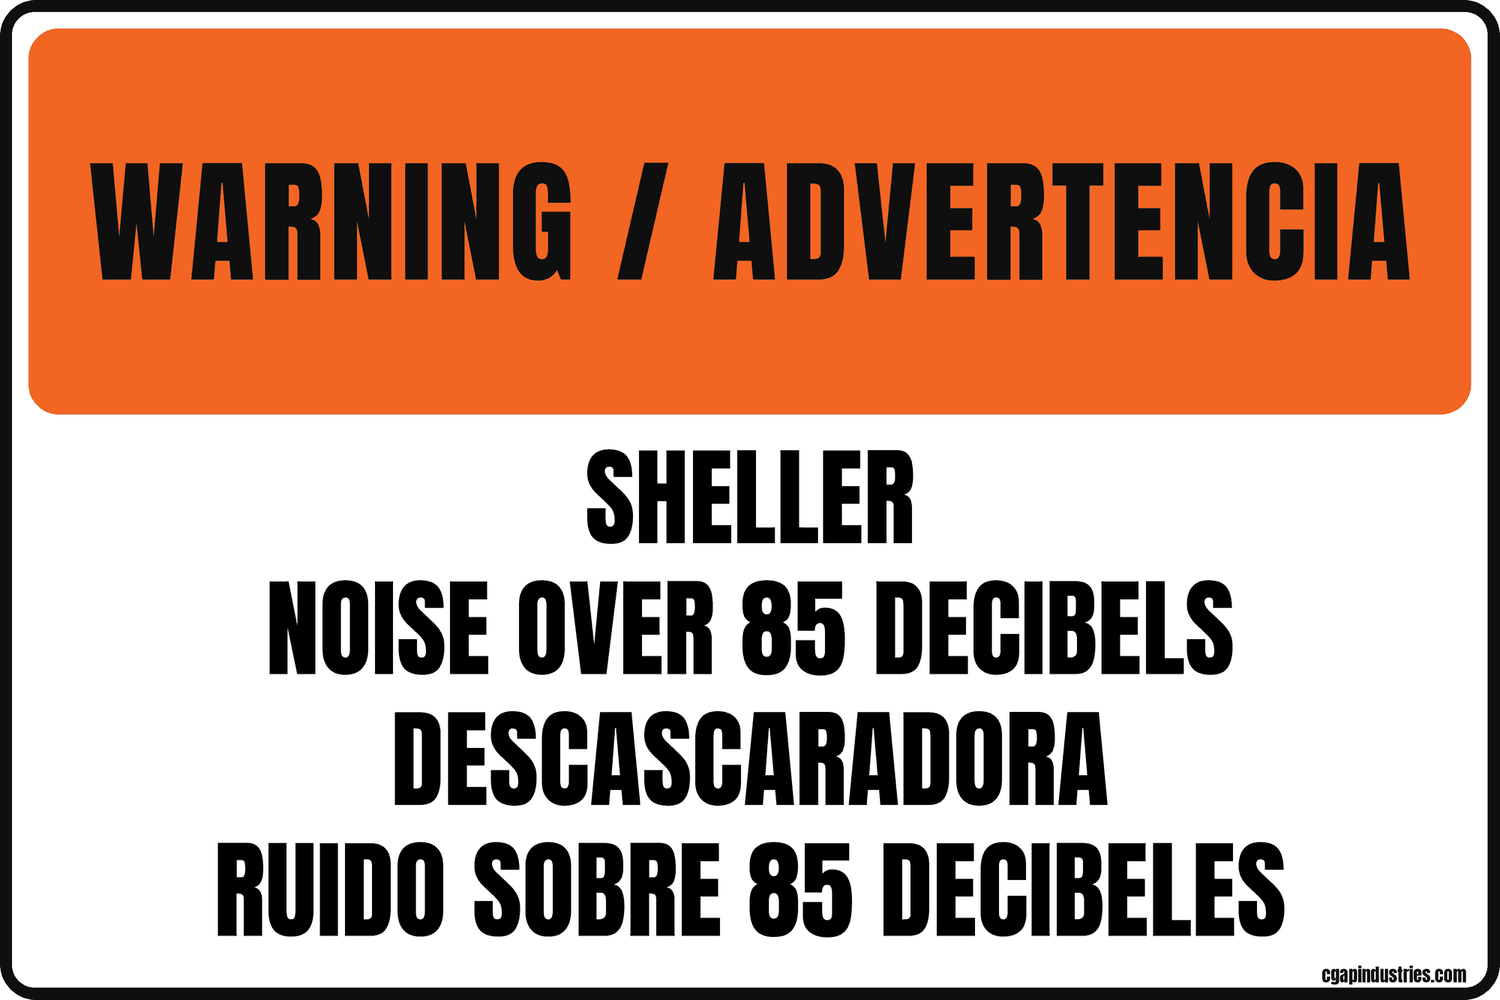 WARNING / ADVERTENCIA
SHELLER
NOISE OVER 85 DECIBELS
DESCASCARADORA
RUIDO SOBRE 85 DECIBELES
cgapindustries.com